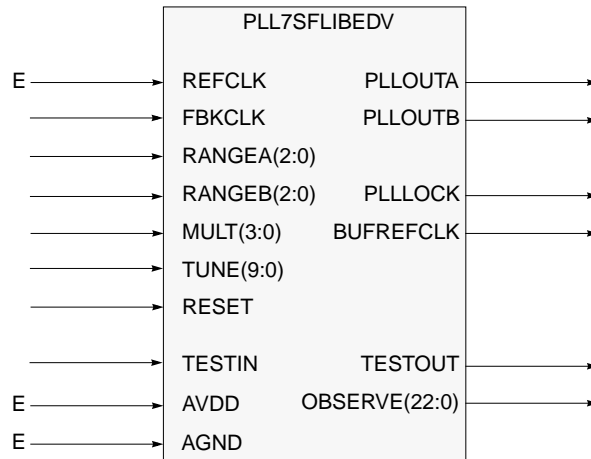 PLL7SFLIBEDV
E REFCLK PLLOUTA
FBKCLK PLLOUTB
RANGEA(2:0)
RANGEB(2:0) PLLLOCK
MULT(3:0) BUFREFCLK
TUNE(9:0)
RESET
TESTIN TESTOUT
E AVDD OBSERVE(22:0)
E AGND